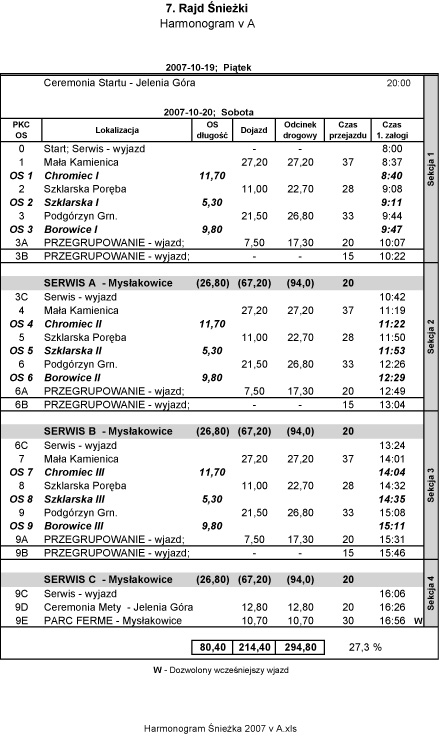 7. Rajd Śnieżki
Harmonogram v A
2007-10-19; Piątek
Ceremonia Startu - Jelenia Góra 20:00
2007-10-20; Sobota
PKC OS Lokalizacja OS długość Dojazd Odcinek drogowy Czas przejazdu Czas 1. załogi
0 Start; Serwis - wyjazd - - 8:00
1 Mała Kamienica 27,20 27,20 37 8:37
OS 1 Chromiec I 11,70 8:40
2 Szklarska Poręba 11,00 22,70 28 9:08
OS 2 Szklarska I 5,30 9:11
3 Podgórzyn Grn. 21,50 26,80 33 9:44
OS 3 Borowice I 9,80 9:47
3A PRZEGRUPOWANIE - wjazd; 7,50 17,30 20 10:07
3B PRZEGRUPOWANIE - wyjazd; - - 15 10:22
Sekcja 1
SERWIS A - Mysłakowice (26,80) (67,20) (94,0) 20
3C Serwis - wyjazd 10:42
4 Mała Kamienica 27,20 27,20 37 11:19
OS 4 Chromiec II 11,70 11:22
5 Szklarska Poręba 11,00 22,70 28 11:50
OS 5 Szklarska II 5,30 11:53
6 Podgórzyn Grn. 21,50 26,80 33 12:26
OS 6 Borowice II 9,80 12:29
6A PRZEGRUPOWANIE - wjazd; 7,50 17,30 20 12:49
6B PRZEGRUPOWANIE - wyjazd; - - 15 13:04
Sekcja 2
SERWIS B - Mysłakowice (26,80) (67,20) (94,0) 20
6C Serwis - wyjazd 13:24
7 Mała Kamienica 27,20 27,20 37 14:01
OS 7 Chromiec III 11,70 14:04
8 Szklarska Poręba 11,00 22,70 28 14:32
OS 8 Szklarska III 5,30 14:35
9 Podgórzyn Grn. 21,50 26,80 33 15:08
OS 9 Borowice III 9,80 15:11
9A PRZEGRUPOWANIE - wjazd; 7,50 17,30 20 15:31
9B PRZEGRUPOWANIE - wyjazd; - - 15 15:46
Sekcja 3
SERWIS C - Mysłakowice (26,80) (67,20) (94,0) 20
9C Serwis - wyjazd 16:06
9D Ceremonia Mety - Jelenia Góra 12,80 12,80 20 16:26
9E PARC FERME - Mysłakowice 10,70 10,70 30 16:56 W
Sekcja 4
80,40 214,40 294,80 27,3 %
W - Dozwolony wcześniejszy wjazd
Harmonogram Śnieżka 2007 v A.xls